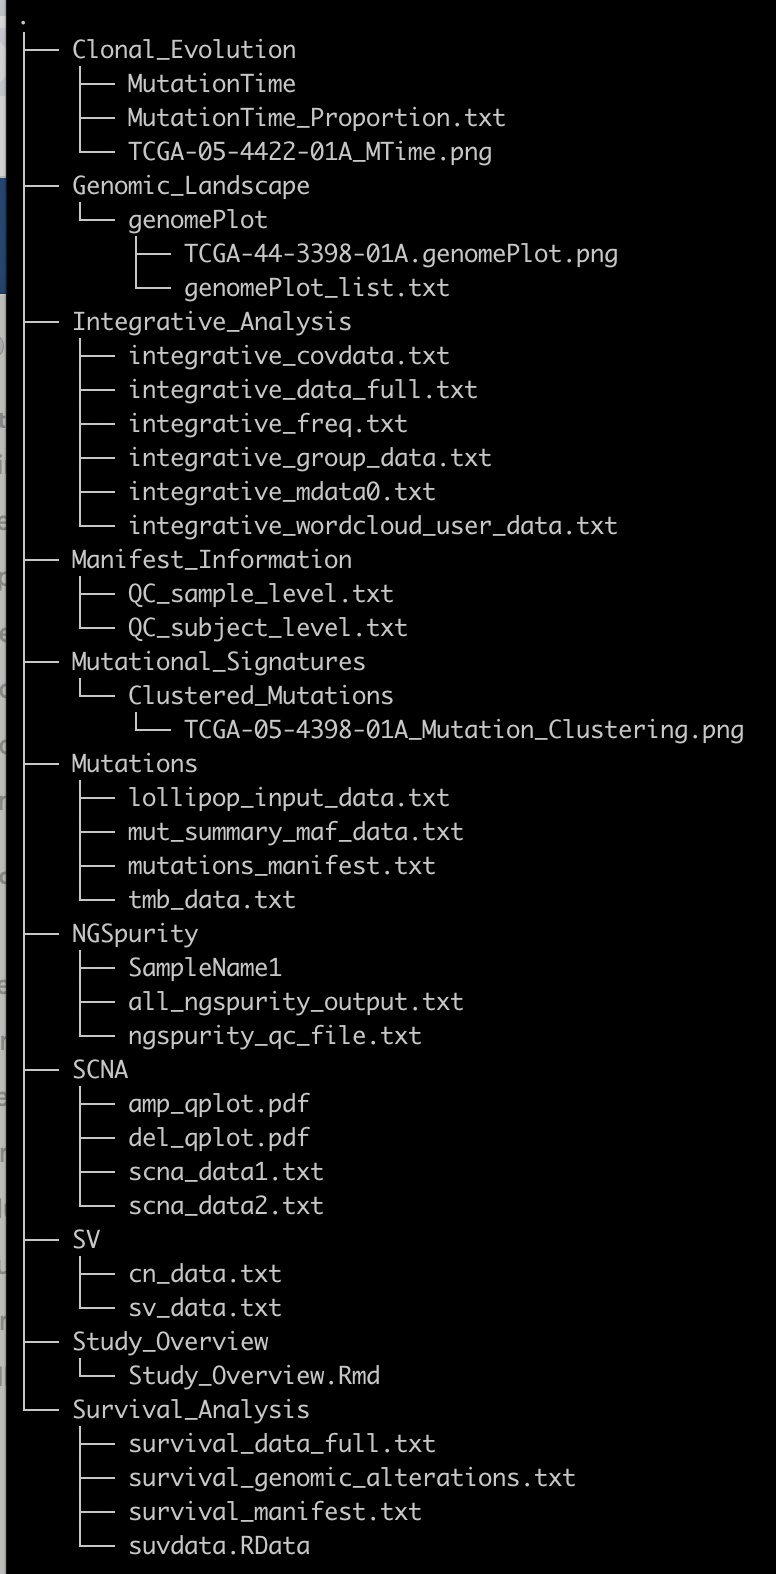 .
├── Clonal_Evolution
│   ├── MutationTime
│   ├── MutationTime_Proportion.txt
│   └── TCGA-05-4422-01A_MTime.png
├── Genomic_Landscape
│   └── genomePlot
│       ├── TCGA-44-3398-01A.genomePlot.png
│       └── genomePlot_list.txt
├── Integrative_Analysis
│   ├── integrative_covdata.txt
│   ├── integrative_data_full.txt
│   ├── integrative_freq.txt
│   ├── integrative_group_data.txt
│   ├── integrative_mdata0.txt
│   └── integrative_wordcloud_user_data.txt
├── Manifest_Information
│   ├── QC_sample_level.txt
│   └── QC_subject_level.txt
├── Mutational_Signatures
│   └── Clustered_Mutations
│       └── TCGA-05-4398-01A_Mutation_Clustering.png
├── Mutations
│   ├── lollipop_input_data.txt
│   ├── mut_summary_maf_data.txt
│   ├── mutations_manifest.txt
│   └── tmb_data.txt
├── NGSpurity
│   ├── SampleName1
│   ├── all_ngspurity_output.txt
│   └── ngspurity_qc_file.txt
├── SCNA
│   ├── amp_qplot.pdf
│   ├── del_qplot.pdf
│   ├── scna_data1.txt
│   └── scna_data2.txt
├── SV
│   ├── cn_data.txt
│   └── sv_data.txt
├── Study_Overview
│   └── Study_Overview.Rmd
└── Survival_Analysis
    ├── survival_data_full.txt
    ├── survival_genomic_alterations.txt
    ├── survival_manifest.txt
    └── suvdata.RData